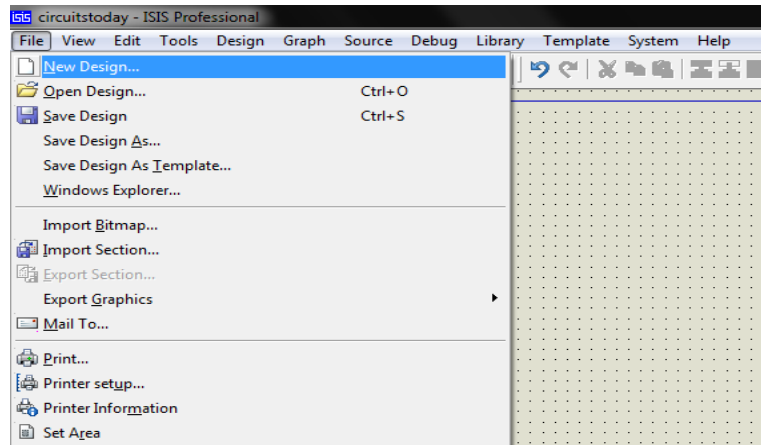 isis circuitstoday - ISIS Professional
File View Edit Tools Design Graph Source Debug Library Template System Help
New Design...
Open Design... Ctrl+O
Save Design Ctrl+S
Save Design As...
Save Design As Template...
Windows Explorer...
Import Bitmap...
Import Section...
Export Section...
Export Graphics
Mail To...
Print...
Printer setup...
Printer Information
Set Area